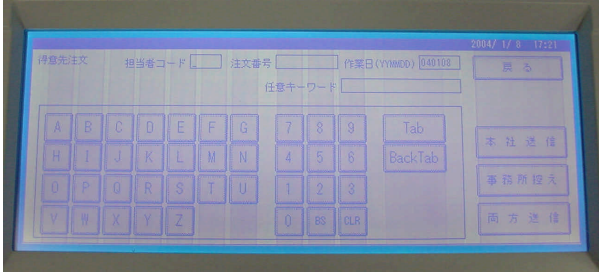 2004/ 1/ 8 17:21
得意先注文 担当者コード _ 注文番号 作業日(YYMMDD) 040108 戻る
任意キーワード
A B C D E F G 7 8 9 Tab
H I J K L M N 4 5 6 BackTab 本社送信
O P Q R S T U 1 2 3 事務所控え
V W X Y Z 0 BS CLR 両方送信